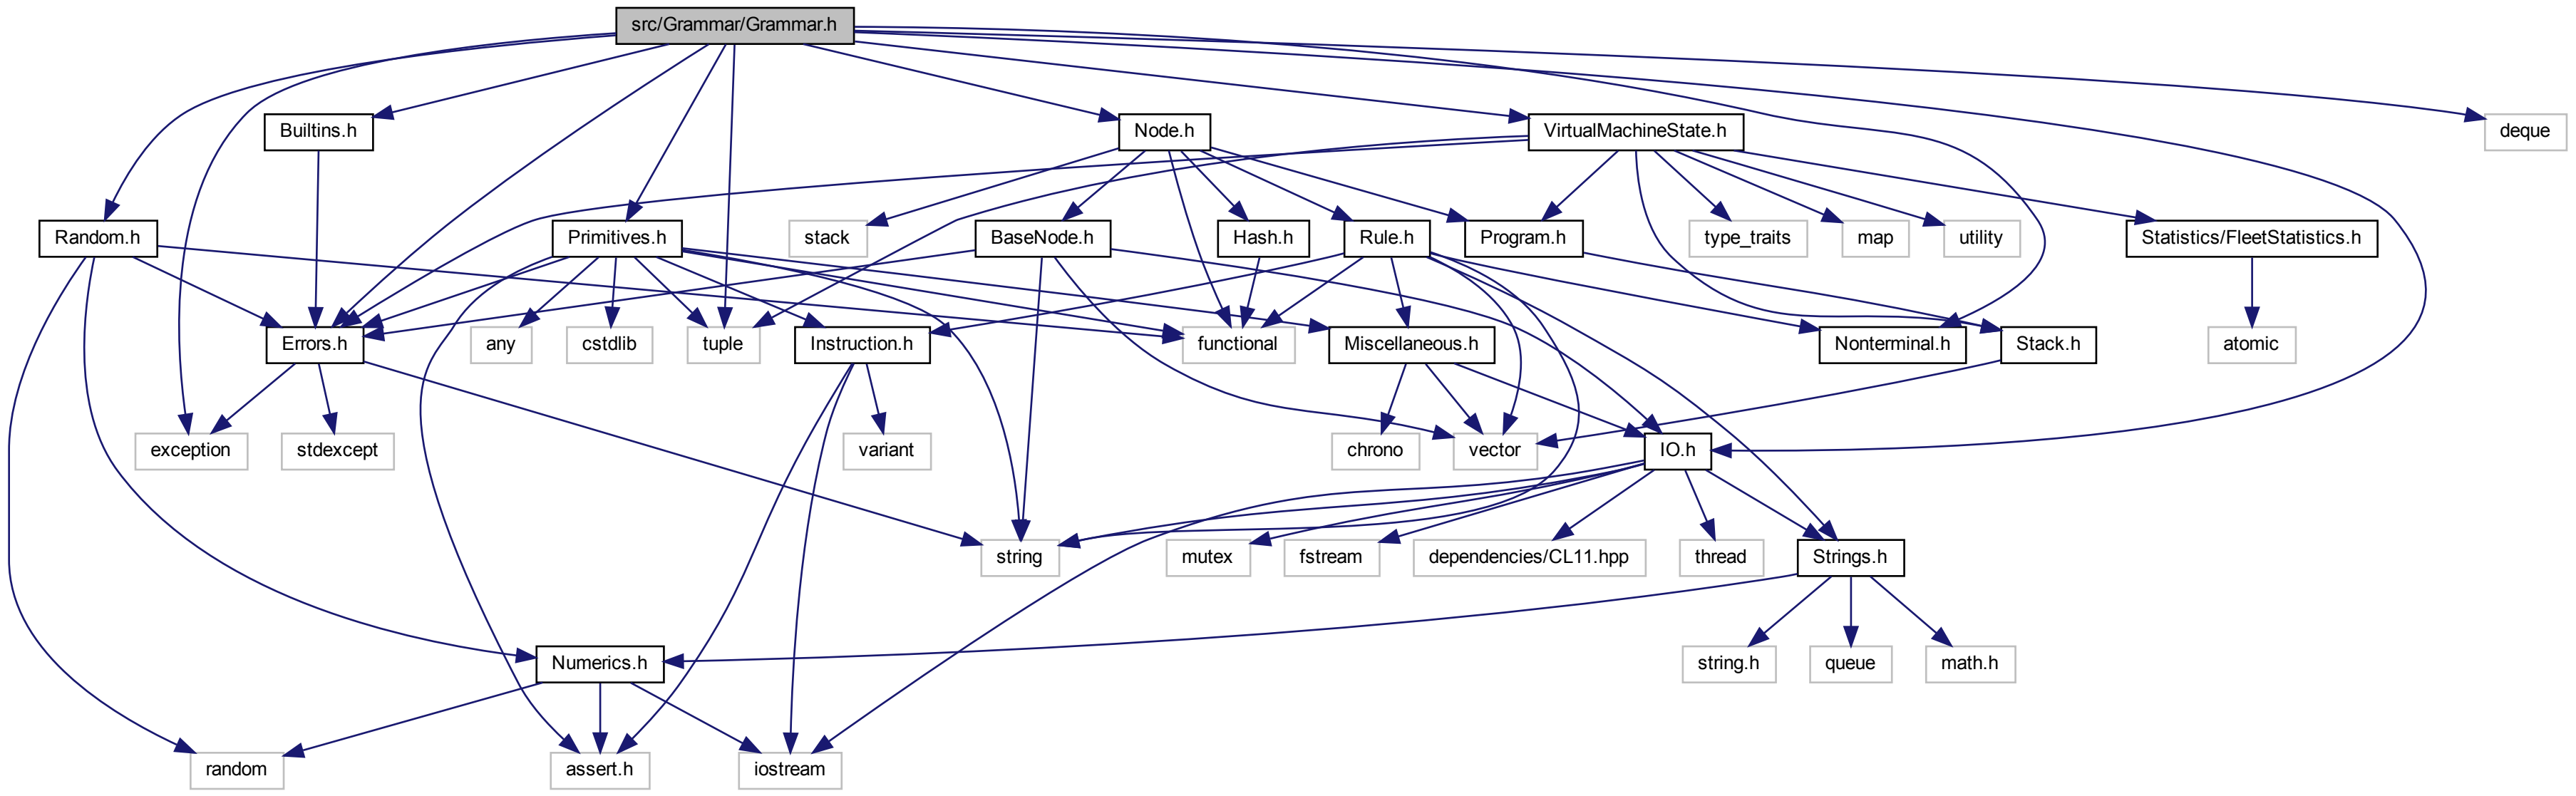 src/Grammar/Grammar.h
Builtins.h
Node.h
VirtualMachineState.h
deque
Random.h
Primitives.h
stack
BaseNode.h
Hash.h
Rule.h
Program.h
type_traits
map
utility
Statistics/FleetStatistics.h
Errors.h
any
cstdlib
tuple
Instruction.h
functional
Miscellaneous.h
Nonterminal.h
Stack.h
atomic
exception
stdexcept
variant
chrono
vector
IO.h
string
mutex
fstream
dependencies/CL11.hpp
thread
Strings.h
Numerics.h
string.h
queue
math.h
random
assert.h
iostream